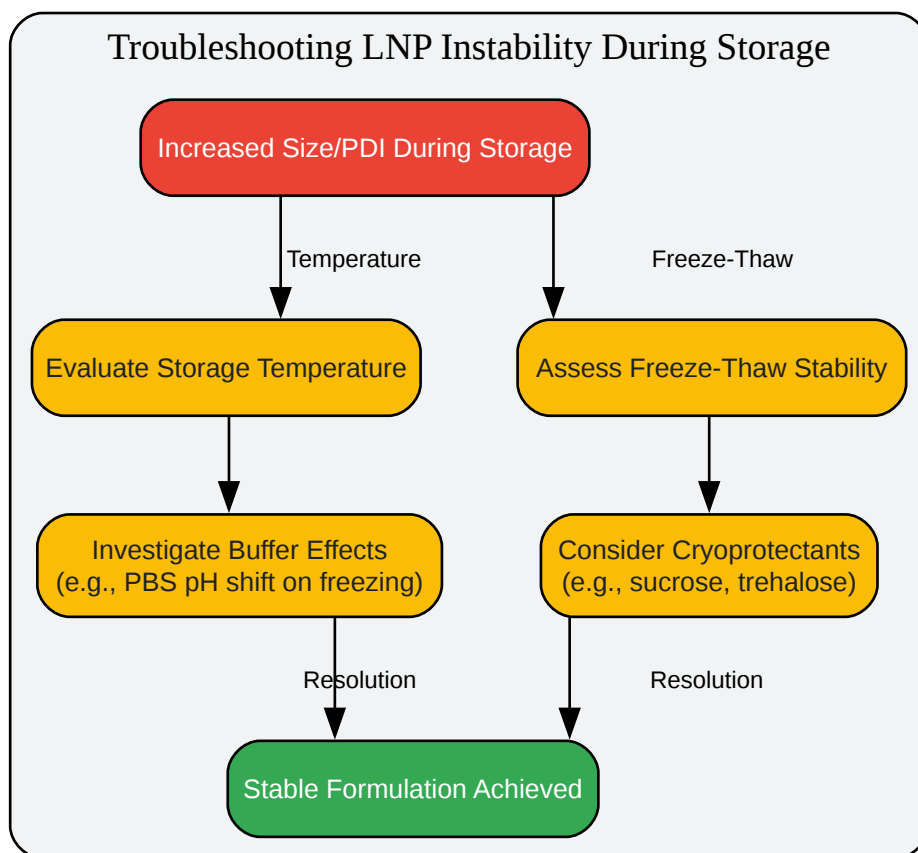 Troubleshooting LNP Instability During Storage
Increased Size/PDI During Storage
Temperature
Freeze-Thaw
Evaluate Storage Temperature
Assess Freeze-Thaw Stability
Investigate Buffer Effects
(e.g., PBS pH shift on freezing)
Consider Cryoprotectants
(e.g., sucrose, trehalose)
Resolution
Resolution
Stable Formulation Achieved